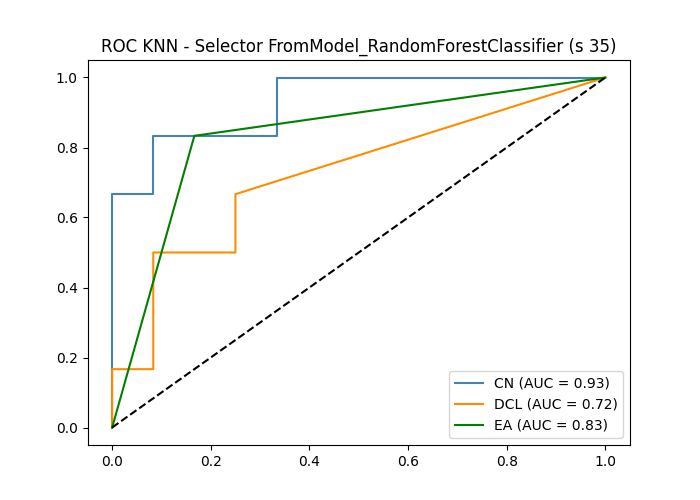 ROC KNN - Selector FromModel_RandomForestClassifier (s 35)
1.0
0.8
0.6
0.4
0.2
0.0
CN (AUC = 0.93)
DCL (AUC = 0.72)
EA (AUC = 0.83)
0.0 0.2 0.4 0.6 0.8 1.0